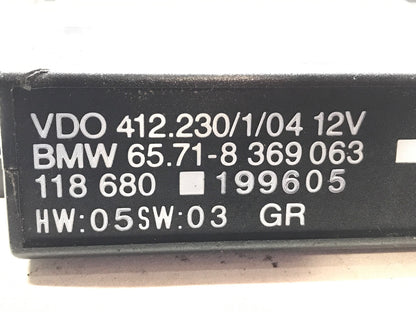 VDO 412.230/1/04 12V
BMW 65.71-8 369 063
118 680 199605
HW:05SW:03 GR